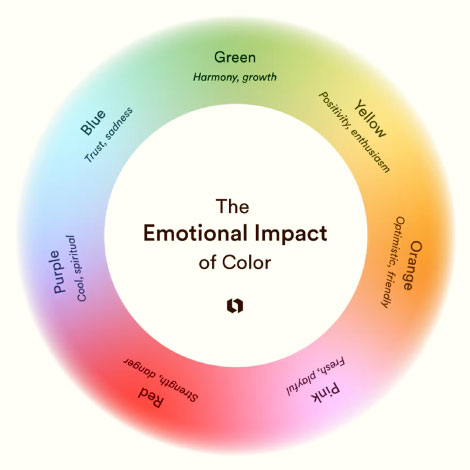 Green
Harmony, growth
Yellow
Positivity, enthusiasm
Orange
Optimistic, friendly
Pink
Fresh, playful
Red
Strength, danger
Purple
Cool, spiritual
Blue
Trust, sadness
The
Emotional Impact
of Color